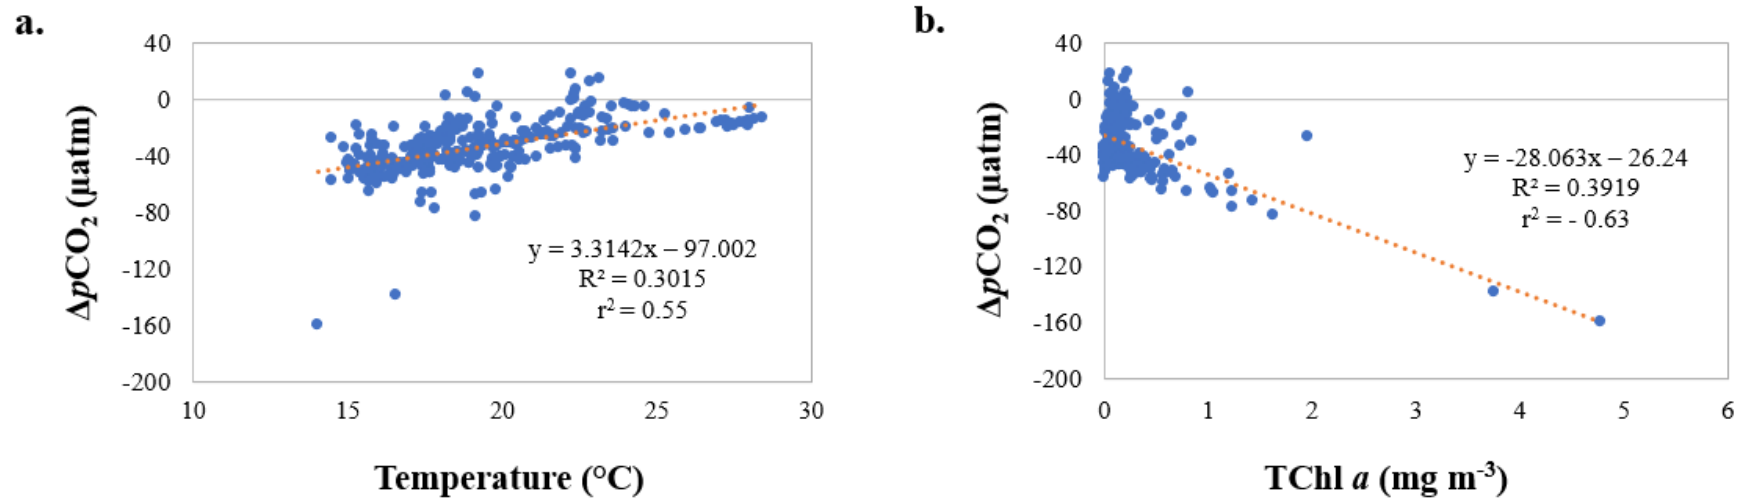 a.
ΔpCO₂ (µatm)
40
0
-40
-80
-120
-160
-200
y = 3.3142x – 97.002
R² = 0.3015
r² = 0.55
10 15 20 25 30
Temperature (°C)
b.
ΔpCO₂ (µatm)
40
0
-40
-80
-120
-160
-200
y = -28.063x – 26.24
R² = 0.3919
r² = - 0.63
0 1 2 3 4 5 6
TChl a (mg m⁻³)